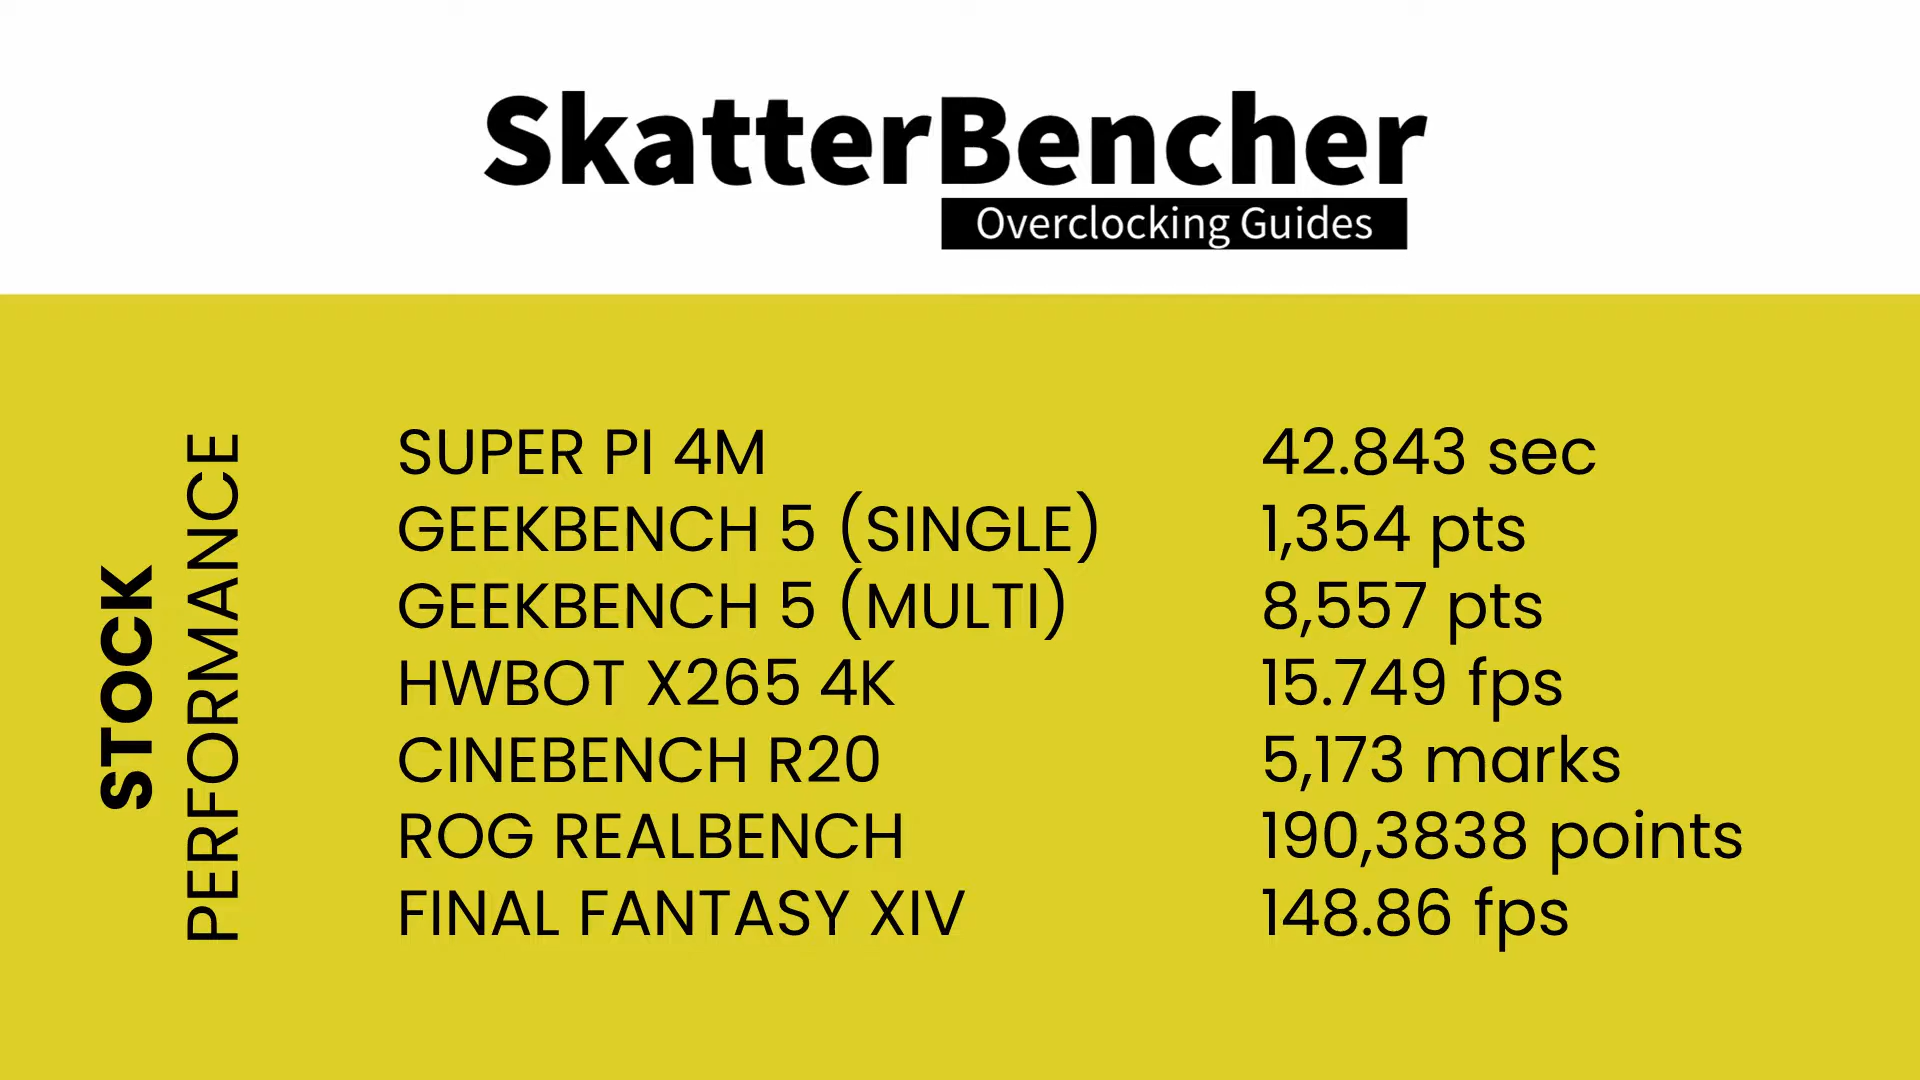 SkatterBencher
Overclocking Guides
STOCK
PERFORMANCE
SUPER PI 4M 42.843 sec
GEEKBENCH 5 (SINGLE) 1,354 pts
GEEKBENCH 5 (MULTI) 8,557 pts
HWBOT X265 4K 15.749 fps
CINEBENCH R20 5,173 marks
ROG REALBENCH 190,3838 points
FINAL FANTASY XIV 148.86 fps